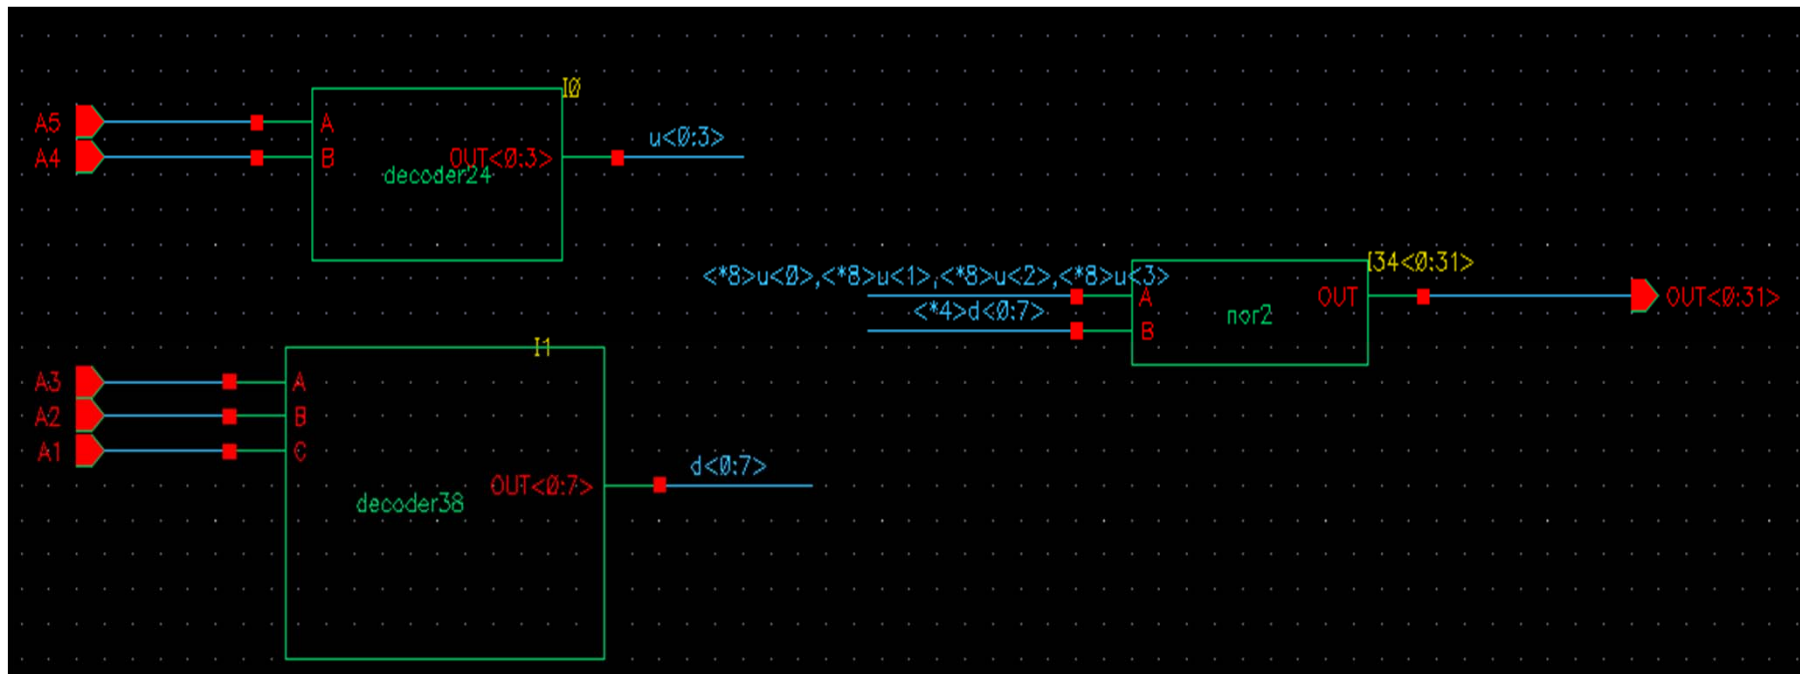 I0
A5
A
u<0:3>
A4
B
OUT<0:3>
decoder24
I34<0:31>
<*8>u<0>,<*8>u<1>,<*8>u<2>,<*8>u<3>
A
OUT
OUT<0:31>
<*4>d<0:7>
nor2
B
I1
A3
A
A2
B
A1
C
d<0:7>
OUT<0:7>
decoder38